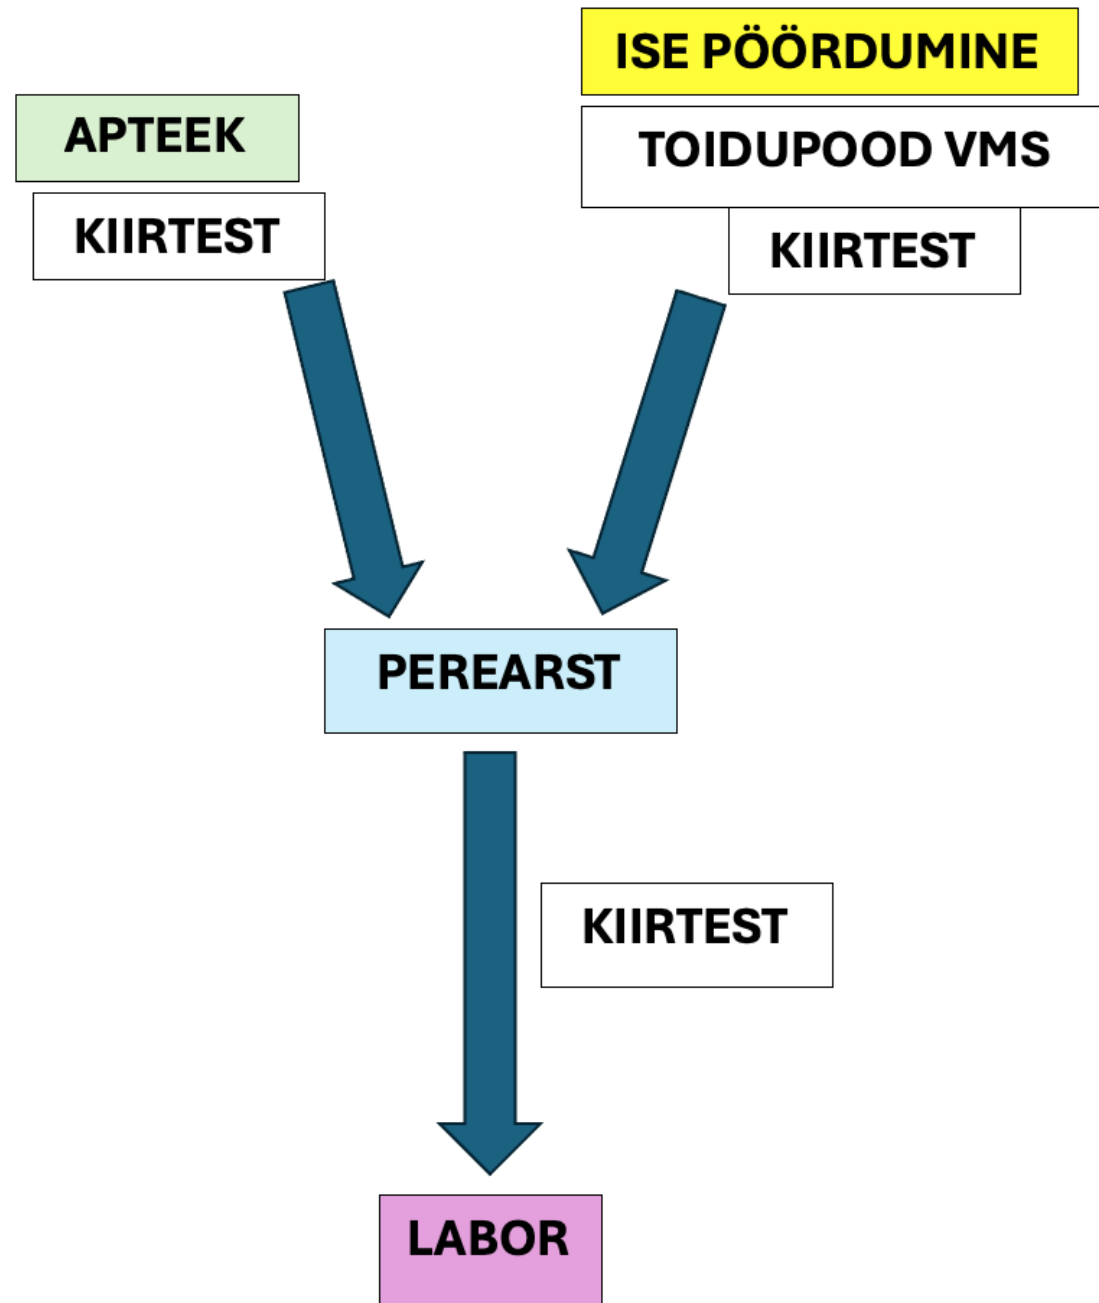 ISE PÖÖRDUMINE
APTEEK
TOIDUPOOD VMS
KIIRTEST
KIIRTEST
PEREARST
KIIRTEST
LABOR